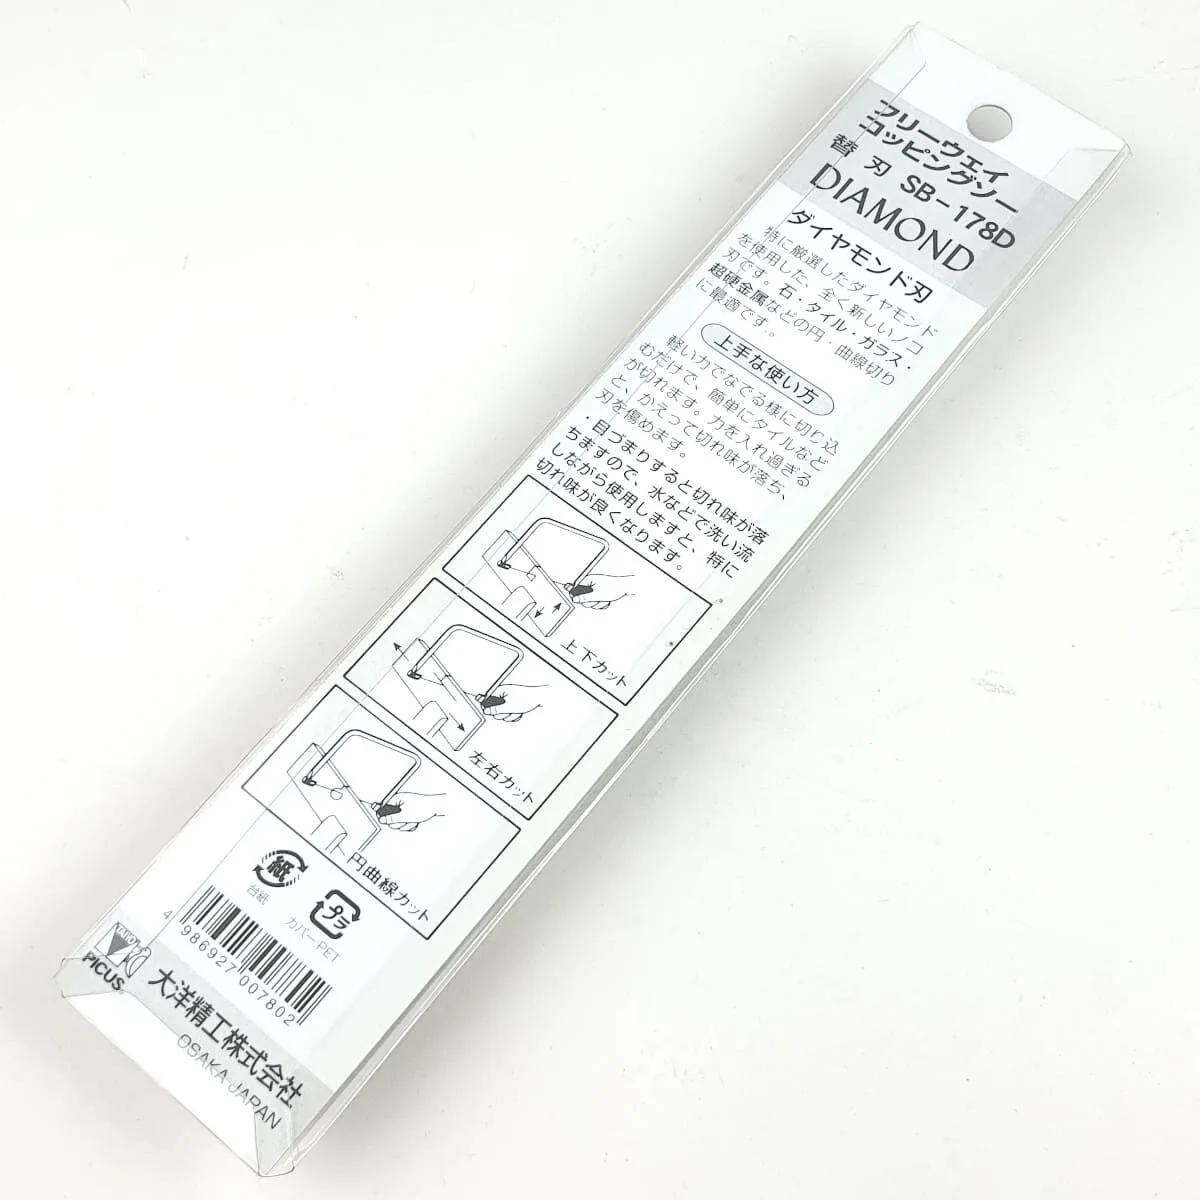 フリーウェイ
コッピングソー
替刃 SB-178D
DIAMOND
ダイヤモンド刃
特に厳選したダイヤモンド
を使用した、全く新しいノコ
刃です。石・タイル・ガラス・
超硬金属などの円・曲線切り
に最適です。
上手な使い方
軽い力でなでる様に切り込
むだけで、簡単にタイルなど
が切れます。力を入れ過ぎる
と、かえって切れ味が落ち、
刃を傷めます。
・目づまりすると切れ味が落
ちますので、水などで洗い流
しながら使用しますと、特に
切れ味が良くなります。
上下カット
左右カット
円曲線カット
紙
台紙
プラ
カバーPET
4 986927 007802
TAIYO
PICUS
大洋精工株式会社
OSAKA JAPAN